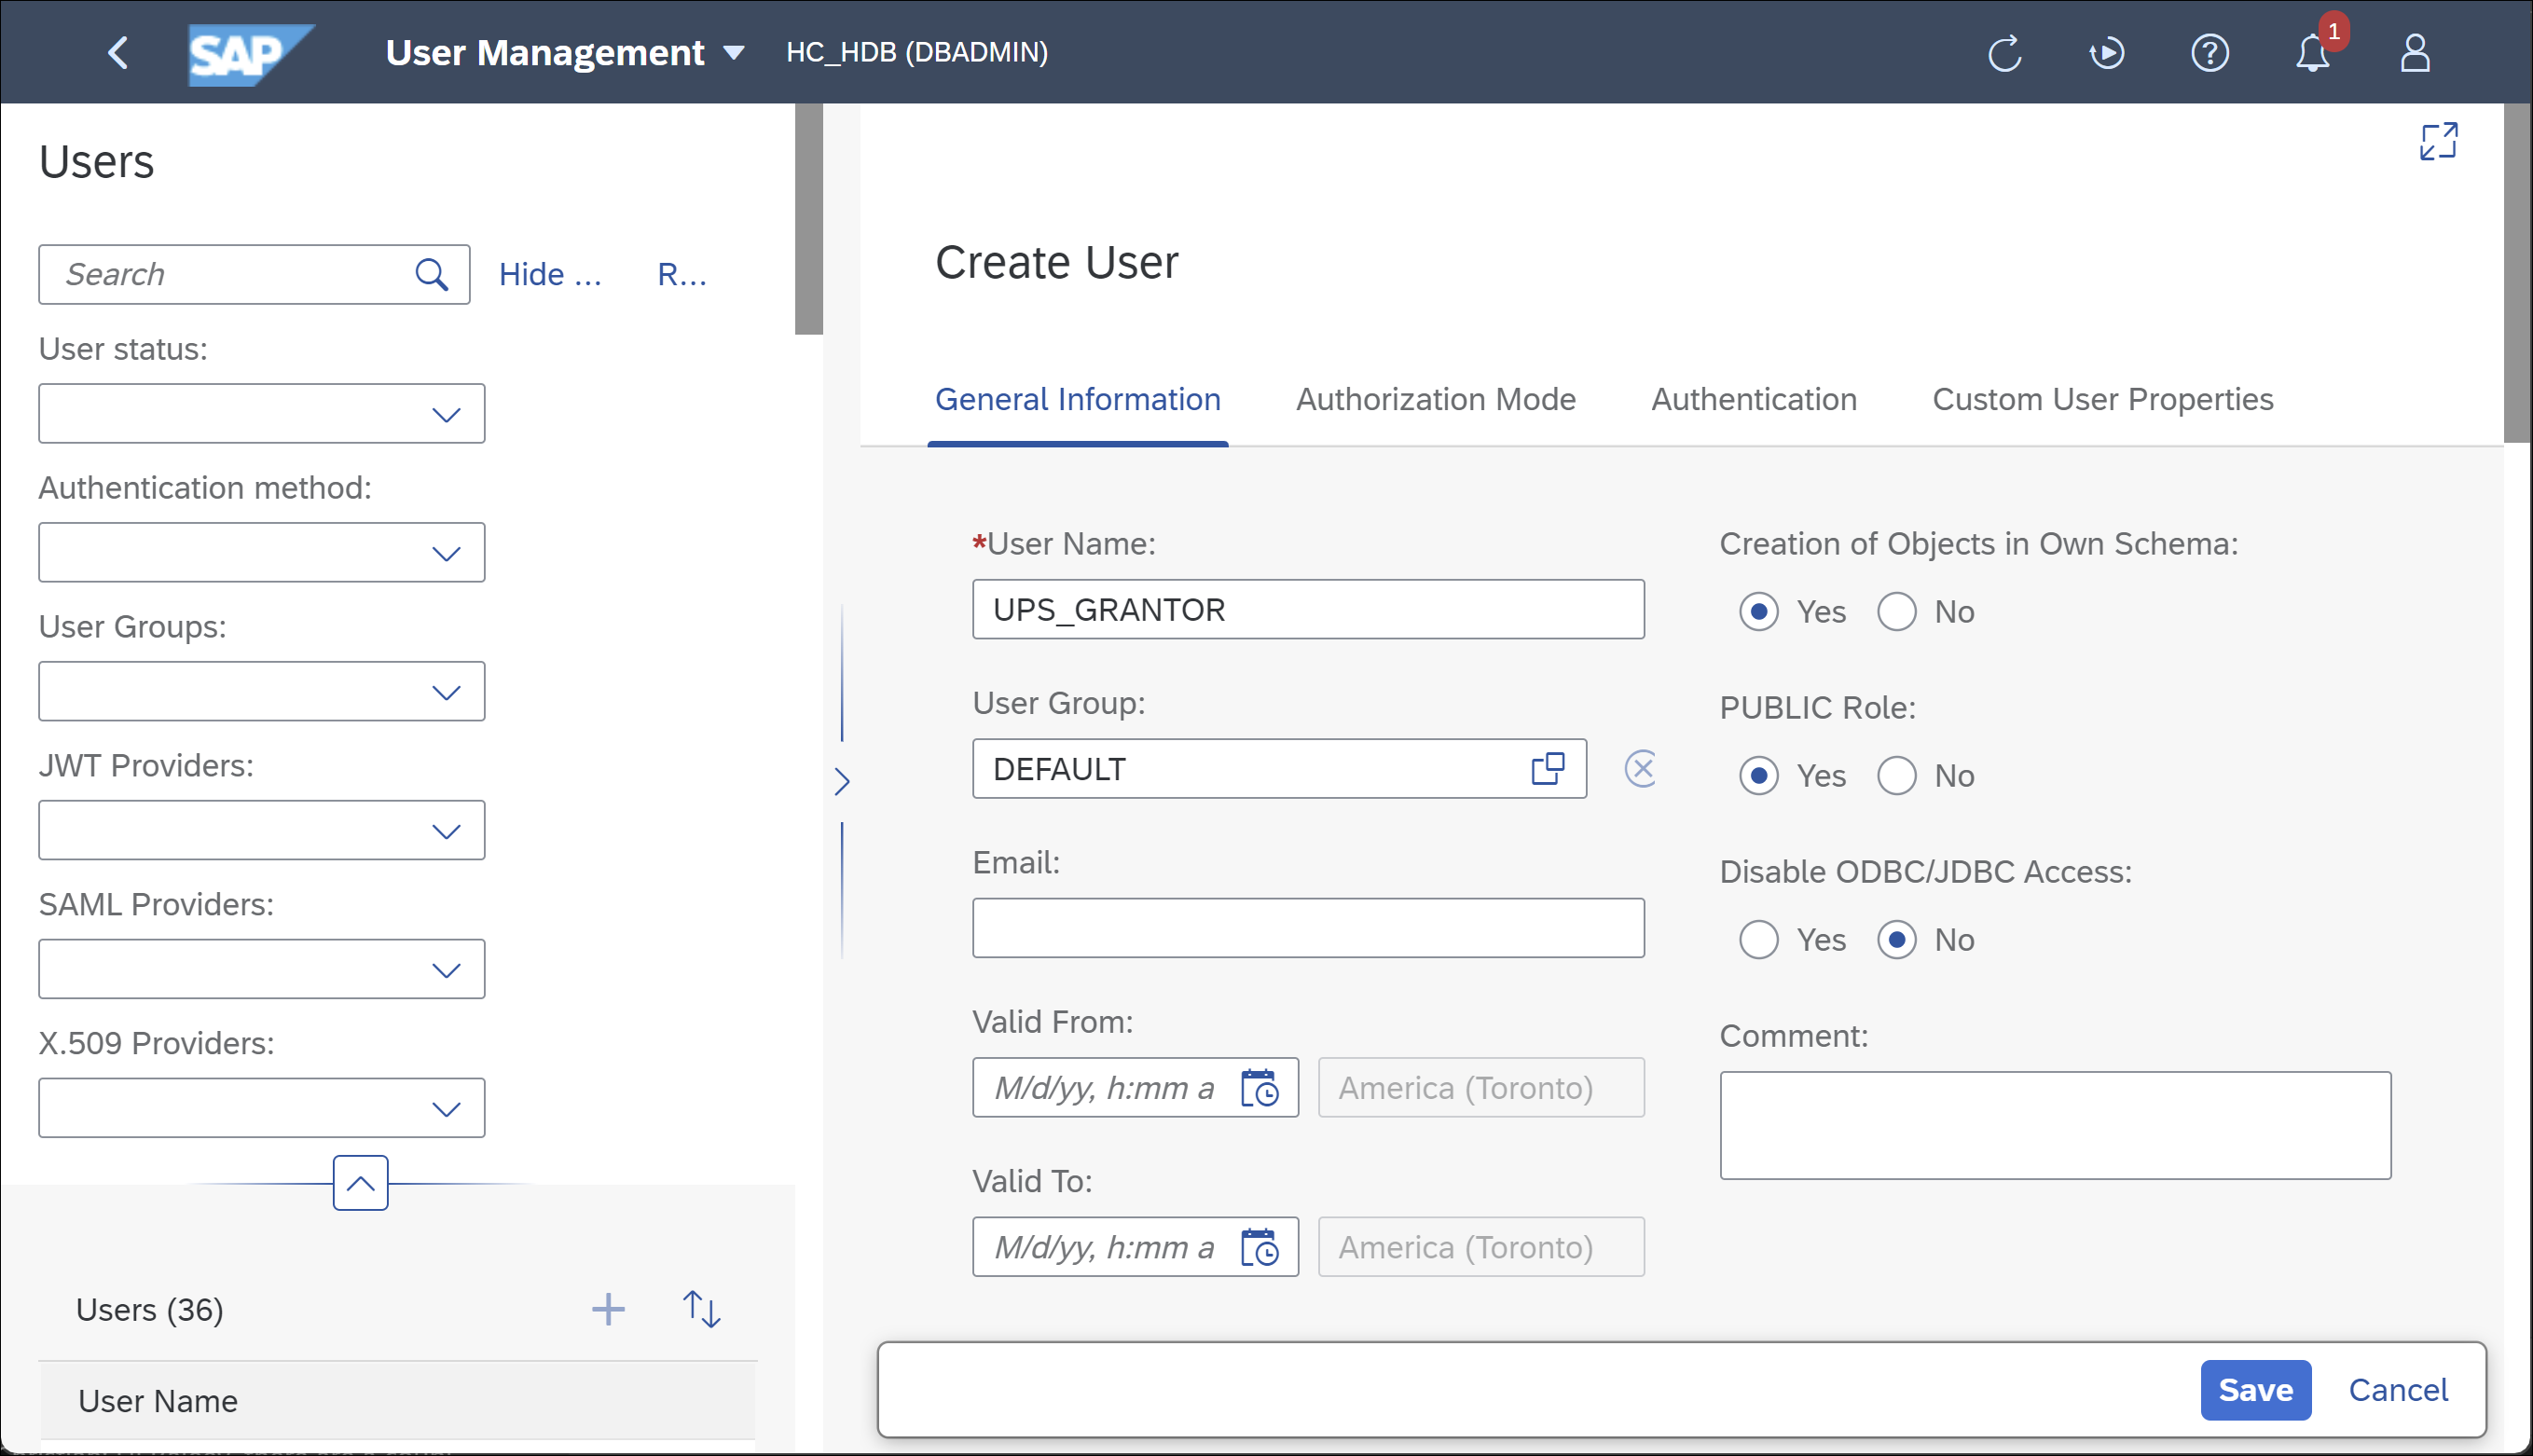 SAP
User Management
HC_HDB (DBADMIN)
1
Users
Search
Hide ...
R...
User status:
Authentication method:
User Groups:
JWT Providers:
SAML Providers:
X.509 Providers:
Users (36)
User Name
Create User
General Information
Authorization Mode
Authentication
Custom User Properties
*User Name:
UPS_GRANTOR
User Group:
DEFAULT
Email:
Valid From:
M/d/yy, h:mm a
America (Toronto)
Valid To:
M/d/yy, h:mm a
America (Toronto)
Creation of Objects in Own Schema:
Yes No
PUBLIC Role:
Yes No
Disable ODBC/JDBC Access:
Yes No
Comment:
Save
Cancel